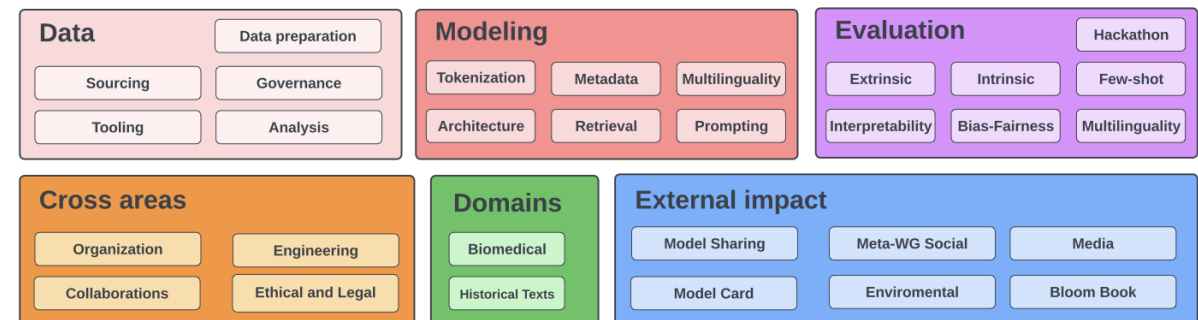 Data
Data preparation
Sourcing
Governance
Tooling
Analysis
Modeling
Tokenization
Metadata
Multilinguality
Architecture
Retrieval
Prompting
Evaluation
Hackathon
Extrinsic
Intrinsic
Few-shot
Interpretability
Bias-Fairness
Multilinguality
Cross areas
Organization
Engineering
Collaborations
Ethical and Legal
Domains
Biomedical
Historical Texts
External impact
Model Sharing
Meta-WG Social
Media
Model Card
Enviromental
Bloom Book